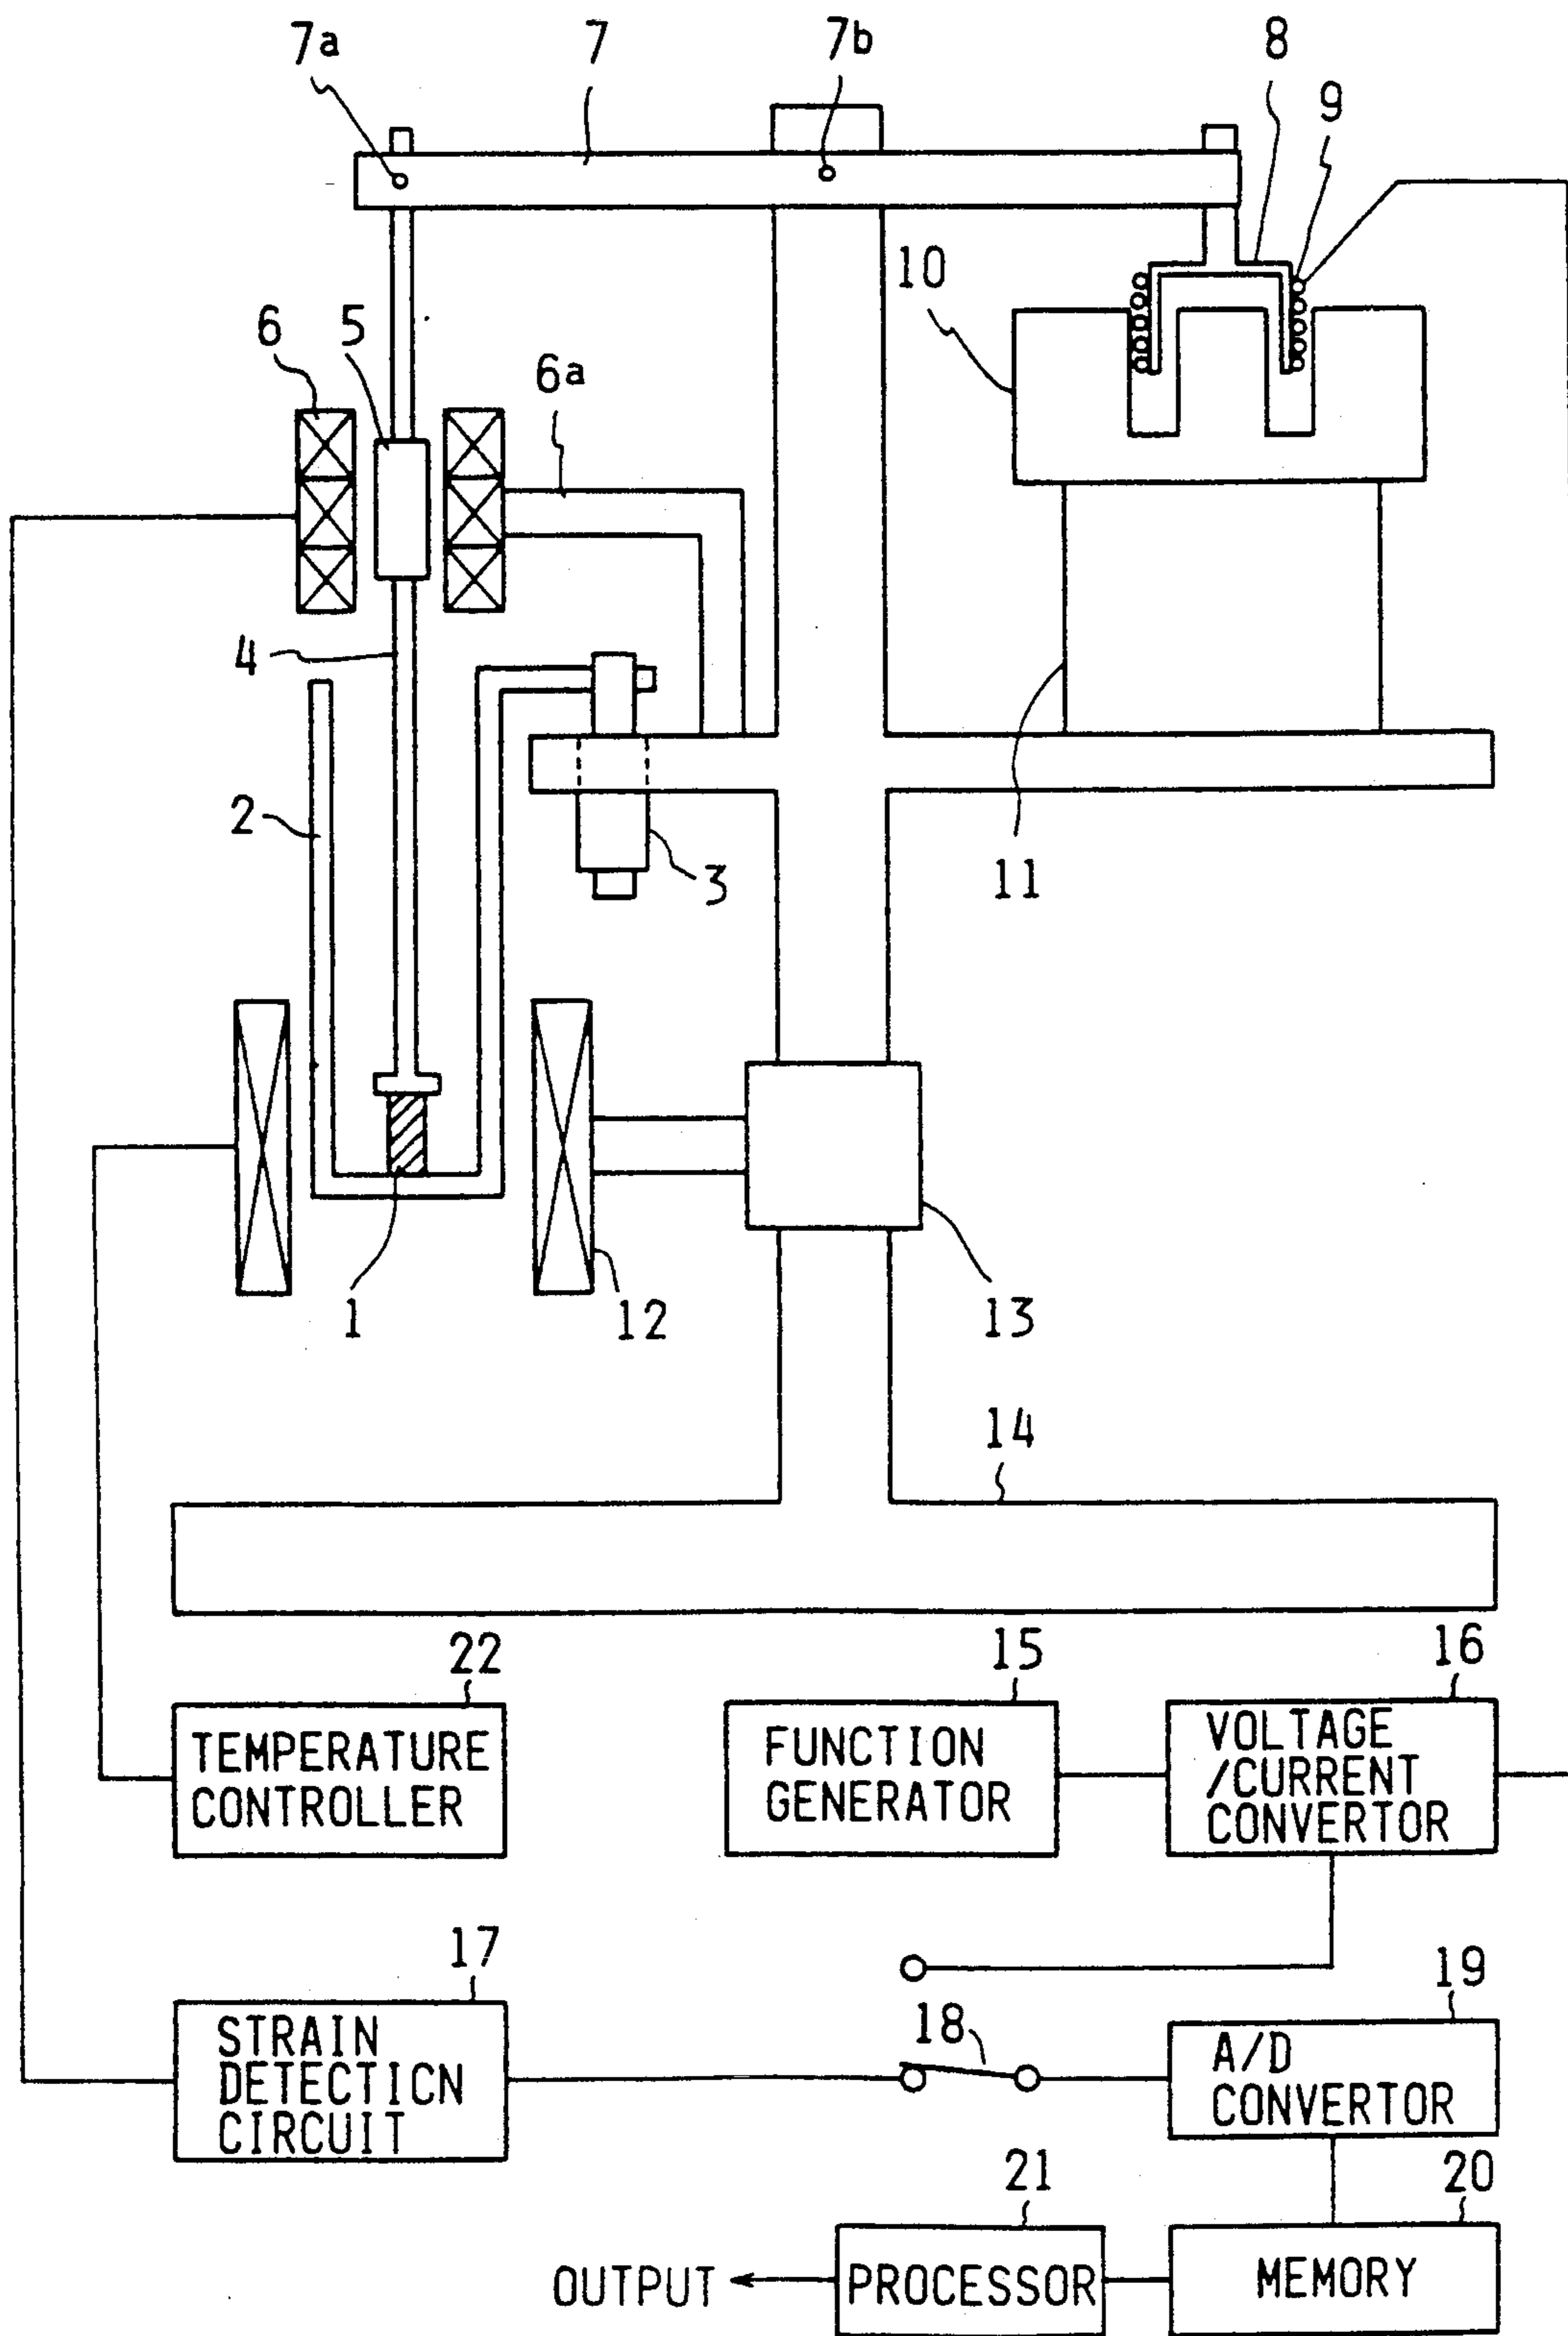 7a
7
7b
8
9
10
6
5
6a
4
2
3
11
1
12
13
14
22
15
16
TEMPERATURE
CONTROLLER
FUNCTION
GENERATOR
VOLTAGE
/CURRENT
CONVERTOR
17
19
STRAIN
DETECTICN
CIRCUIT
18
A/D
CONVERTOR
21
20
OUTPUT
PROCESSOR
MEMORY